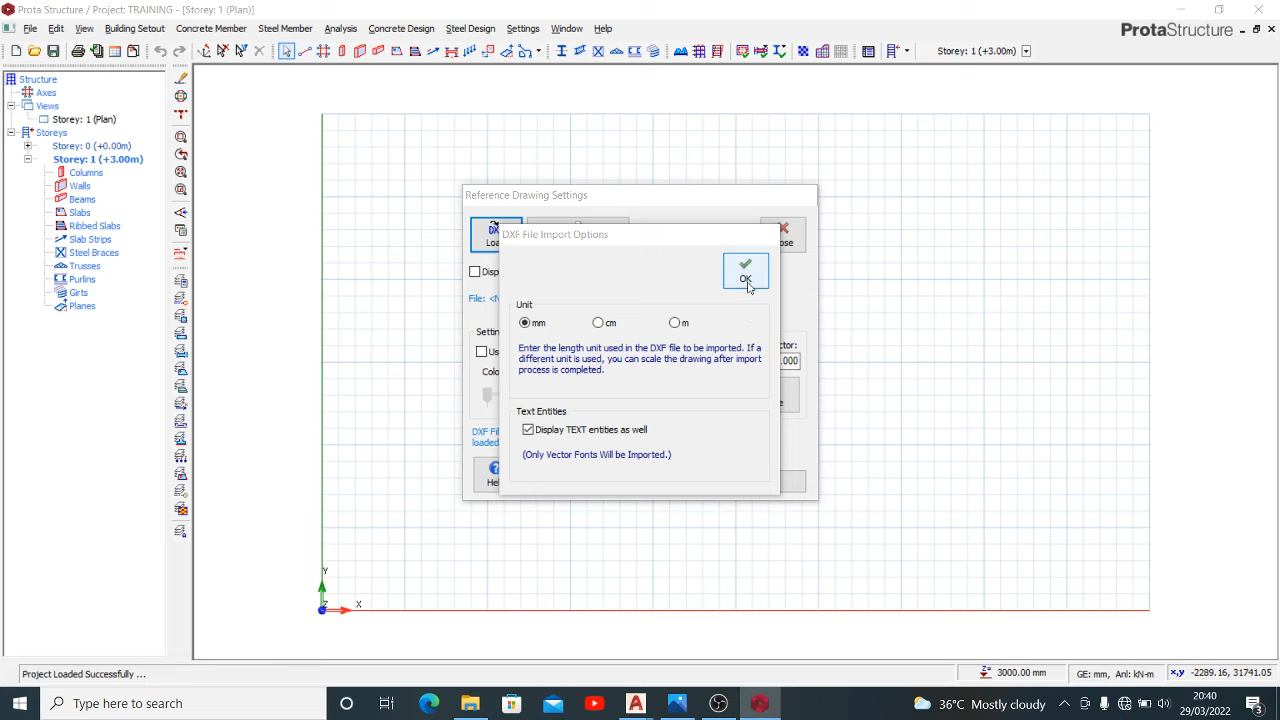 Prota Structure / Project: TRAINING - [Storey: 1 (Plan)]
File Edit View Building Setout Concrete Member Steel Member Analysis Concrete Design Steel Design Settings Window Help
ProtaStructure
Storey: 1 (+3.00m)
Structure
Axes
Views
Storey: 1 (Plan)
Storeys
Storey: 0 (+0.00m)
Storey: 1 (+3.00m)
Columns
Walls
Beams
Slabs
Ribbed Slabs
Slab Strips
Steel Braces
Trusses
Purlins
Girts
Planes
Reference Drawing Settings
DXF File Import Options
OK
Unit
mm cm m
Enter the length unit used in the DXF file to be imported. If a
different unit is used, you can scale the drawing after import
process is completed.
Text Entities
Display TEXT entities as well
(Only Vector Fonts Will be Imported.)
File:
DXF
Y
Z
X
Project Loaded Successfully ...
Z= 3000.00 mm
GE: mm, Anl: kN-m
x,y -2289.16, 31741.05
Type here to search
36°C Mostly cloudy
20:40
29/03/2022
3